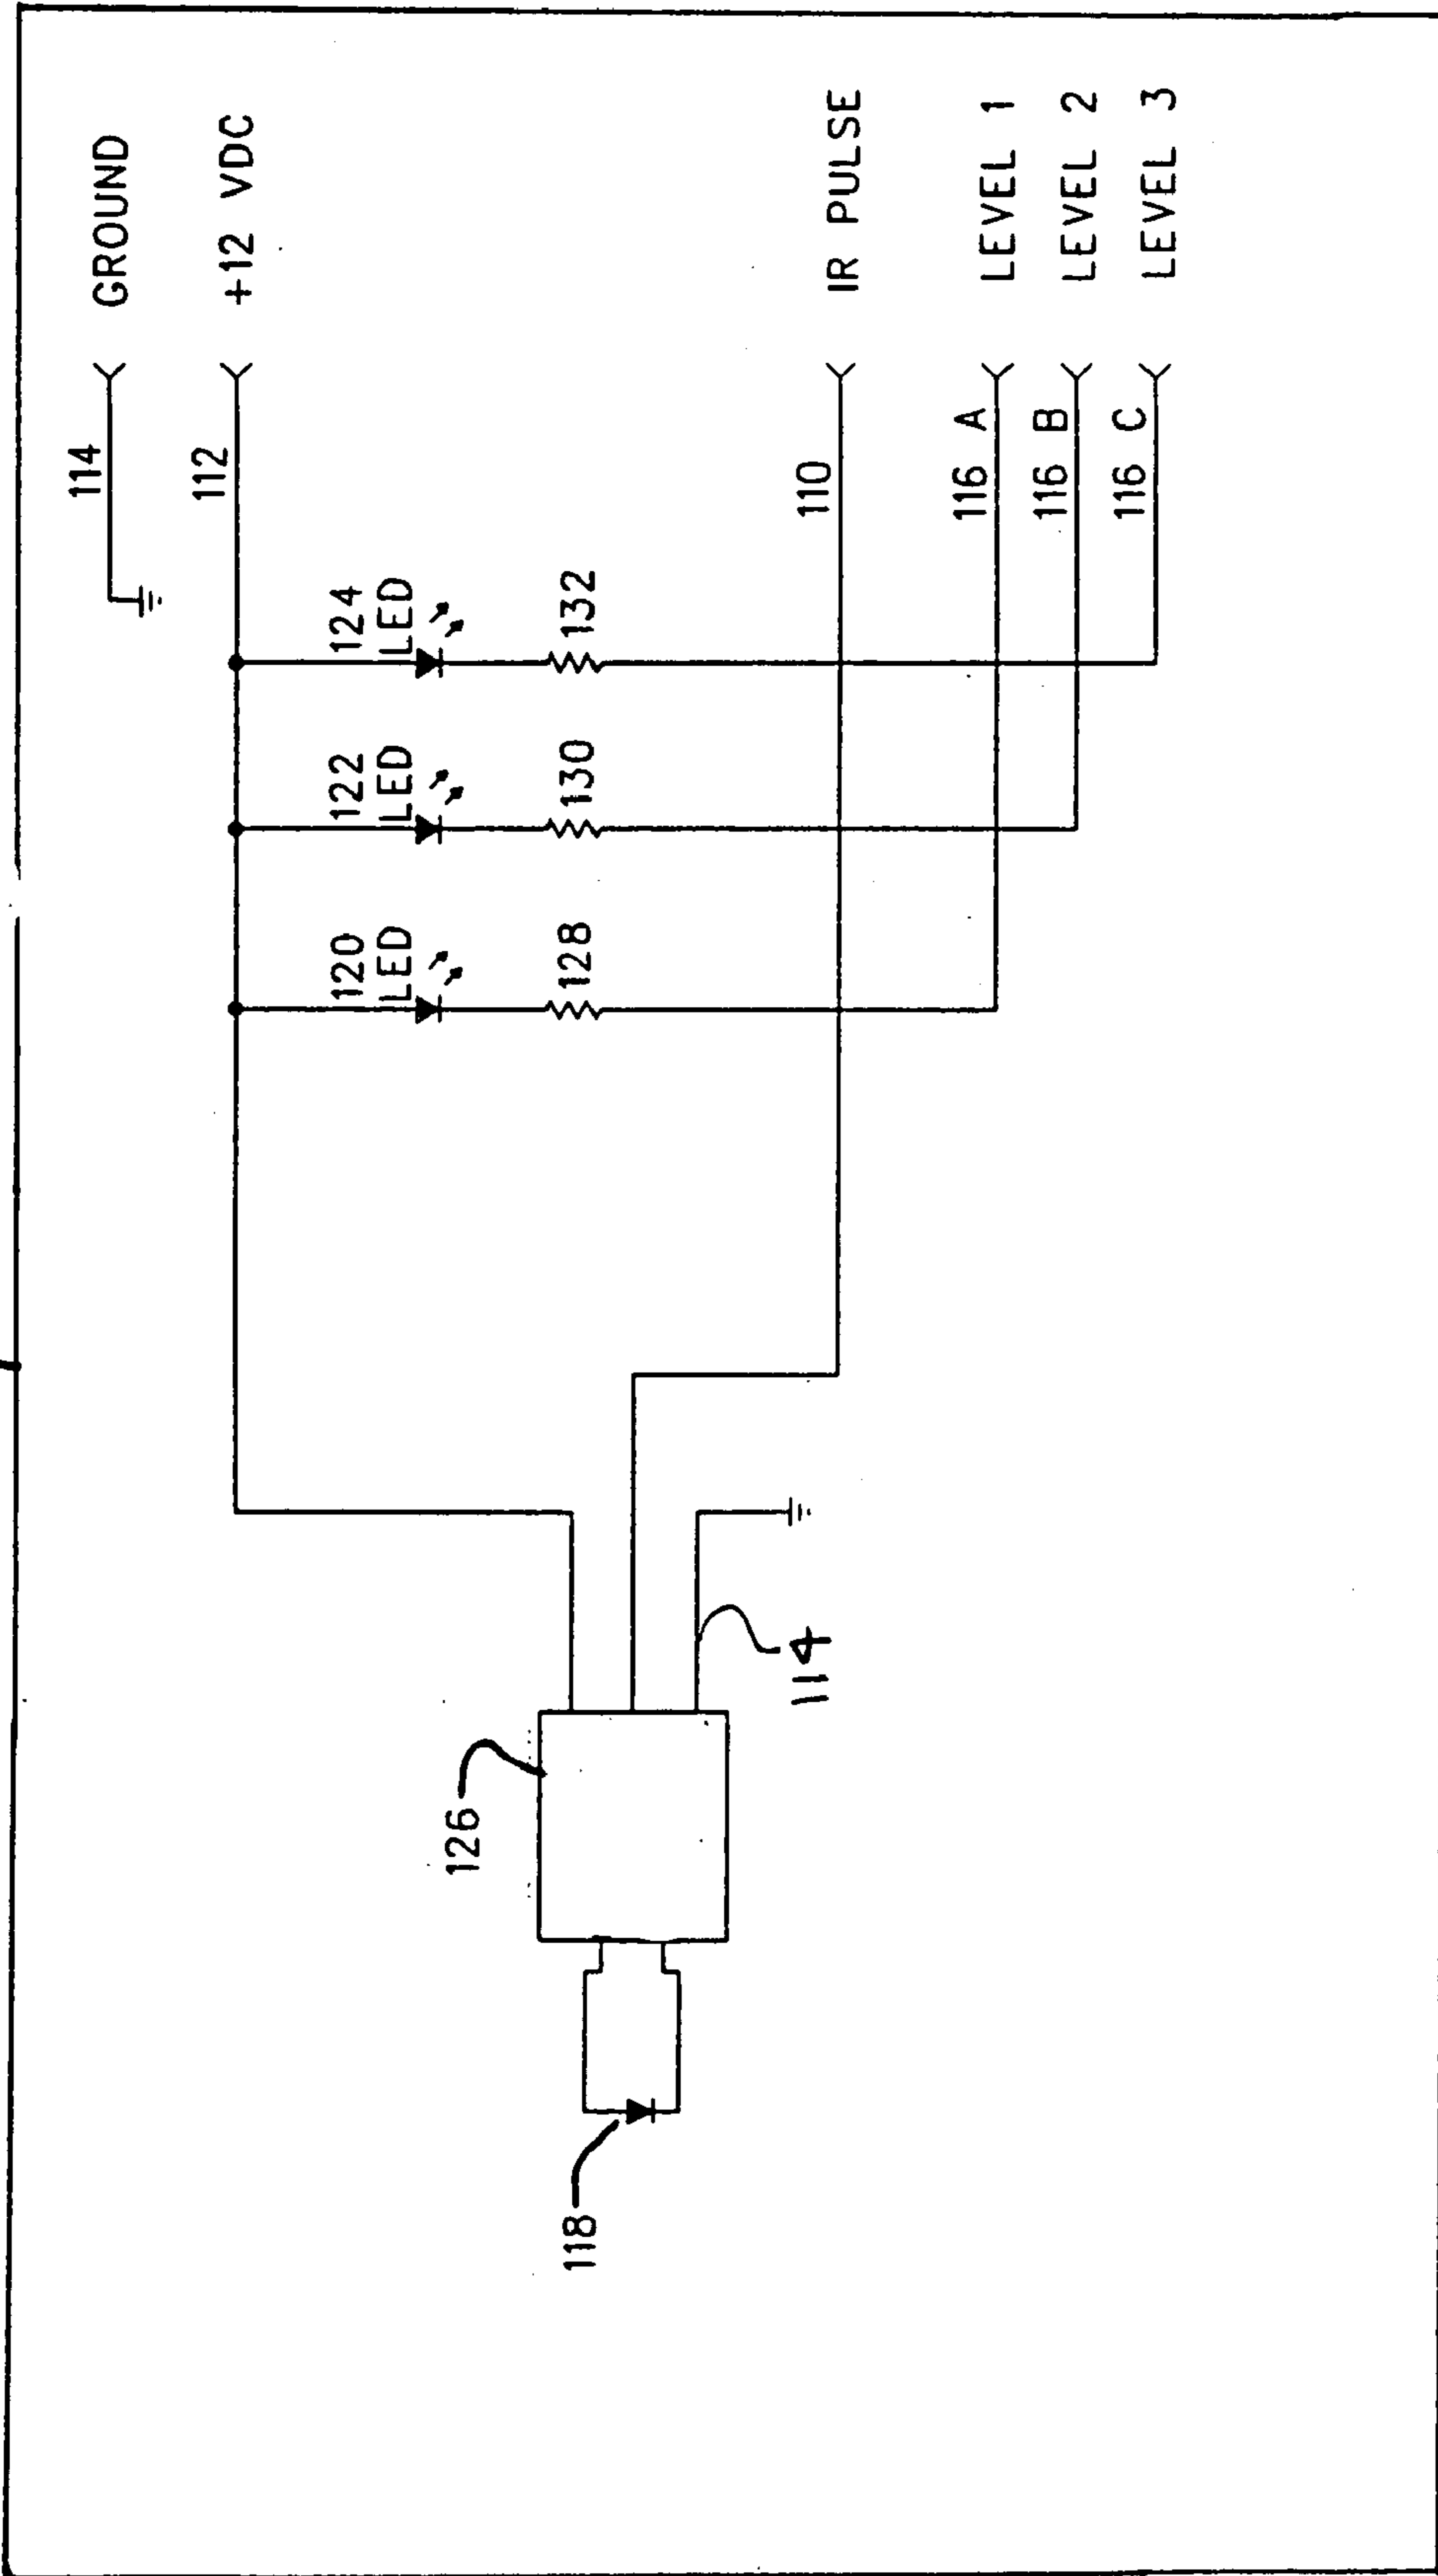 114
GROUND
112
+12 VDC
120
LED
122
LED
124
LED
128
130
132
126
118
114
110
IR PULSE
116 A
LEVEL 1
116 B
LEVEL 2
116 C
LEVEL 3